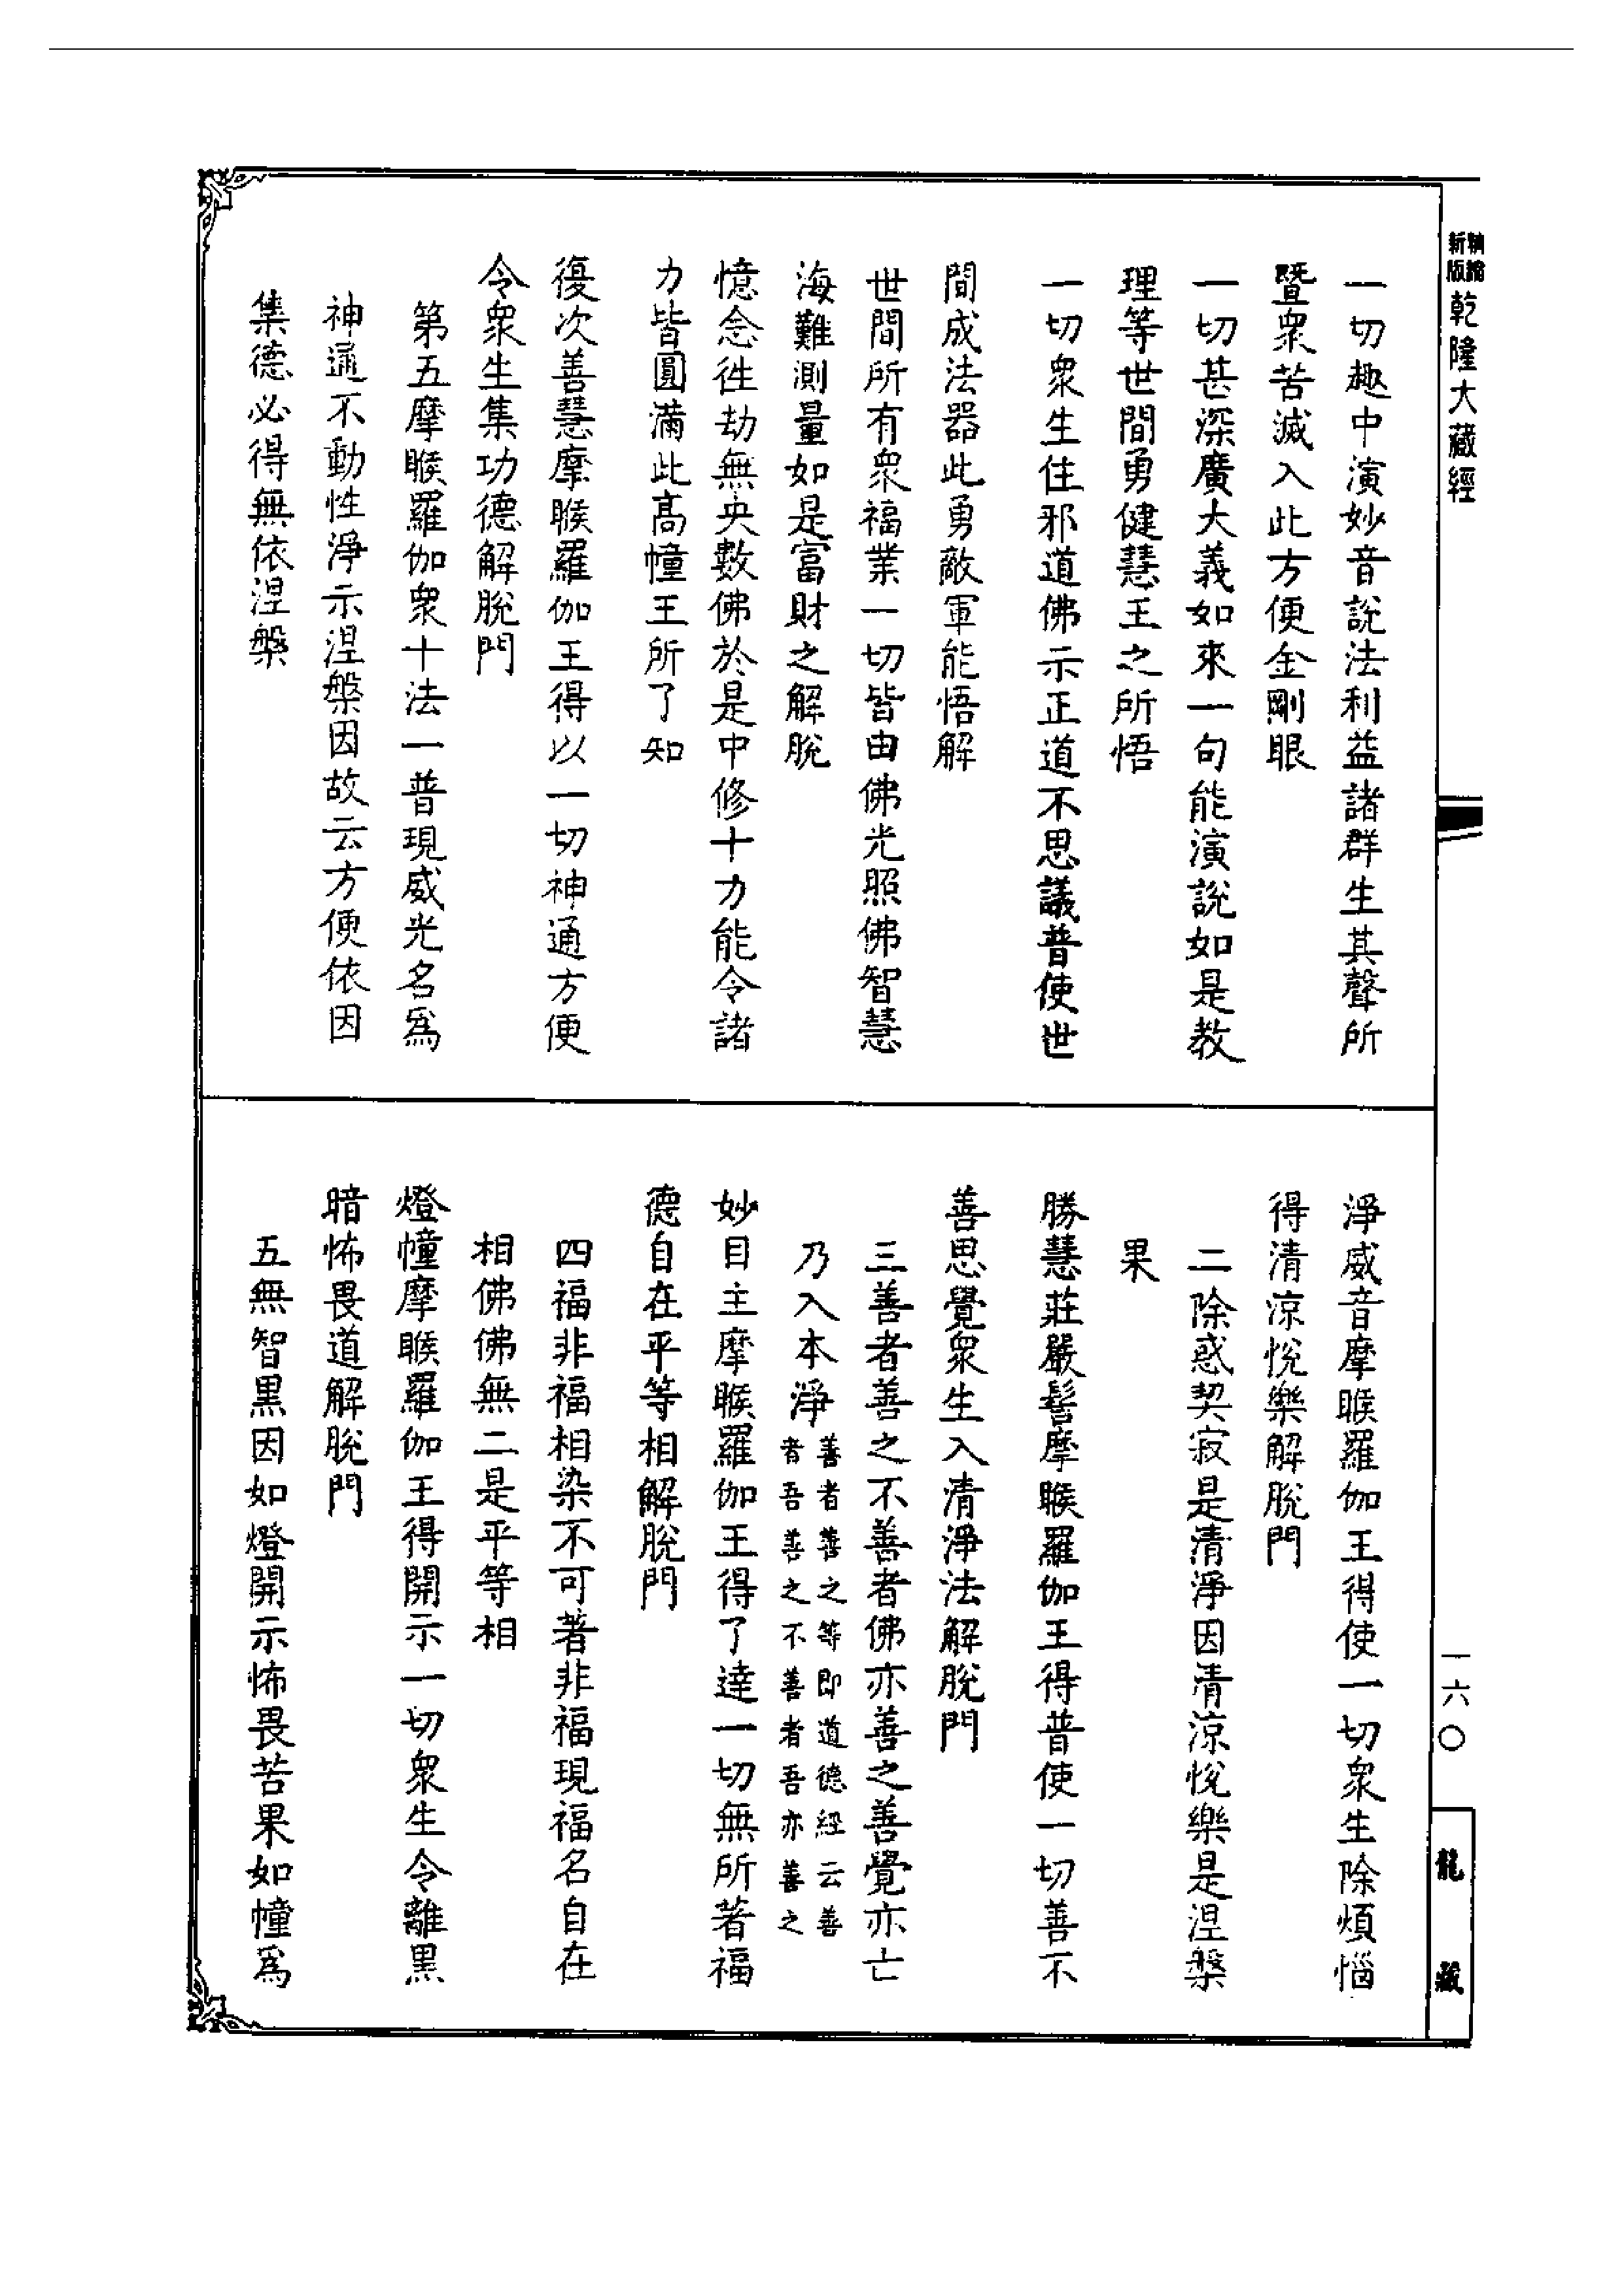 新版精縮
乾隆大藏經
一切趣中演妙音說法利益諸群生其聲所
暨衆苦滅入此方便金剛眼
一切甚深廣大義如來一句能演說如是教
理等世間勇健慧王之所悟
一切衆生住邪道佛示正道不思議普使世
間成法器此勇敵軍能悟解
世間所有衆福業一切皆由佛光照佛智慧
海難測量如是富財之解脫
憶念徃劫無央數佛於是中修十力能令諸
力皆圓滿此高幢王所了知
復次善慧摩睺羅伽王得以一切神通方便
令衆生集功德解脫門
第五摩睺羅伽衆十法一普現威光名爲
神通不動性淨示涅槃因故云方便依因
集德必得無依涅槃
淨威音摩睺羅伽王得使一切衆生除煩惱
得清涼悅樂解脫門
二除惑契寂是清淨因清涼悅樂是涅槃
果
勝慧莊嚴髻摩睺羅伽王得普使一切善不
善思覺衆生入清淨法解脫門
三善者善之不善者佛亦善之善覺亦亡
乃入本淨善者善之等即道德經云善
者吾善之不善者吾亦善之
妙目主摩睺羅伽王得了達一切無所著福
德自在平等相解脫門
四福非福相染不可著非福現福名自在
相佛佛無二是平等相
燈幢摩睺羅伽王得開示一切衆生令離黑
暗怖畏道解脫門
五無智黑因如燈開示怖畏苦果如幢爲
一六〇
龍藏